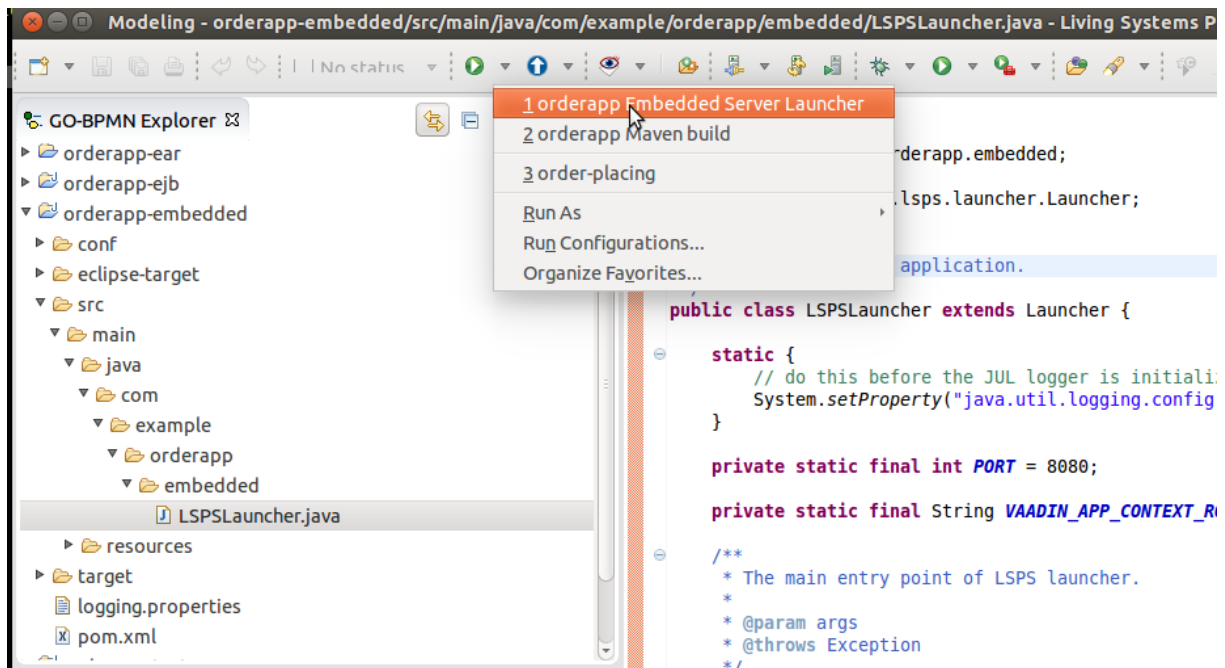 Modeling - orderapp-embedded/src/main/java/com/example/orderapp/embedded/LSPSLauncher.java - Living Systems P
No status
GO-BPMN Explorer
orderapp-ear
orderapp-ejb
orderapp-embedded
conf
eclipse-target
src
main
java
com
example
orderapp
embedded
LSPSLauncher.java
resources
target
logging.properties
pom.xml
1 orderapp Embedded Server Launcher
2 orderapp Maven build
3 order-placing
Run As
Run Configurations...
Organize Favorites...
rderapp.embedded;
.lsps.launcher.Launcher;
application.
public class LSPSLauncher extends Launcher {
static {
// do this before the JUL logger is initiali
System.setProperty("java.util.logging.config
}
private static final int PORT = 8080;
private static final String VAADIN_APP_CONTEXT_R
/**
* The main entry point of LSPS launcher.
*
* @param args
* @throws Exception
*/